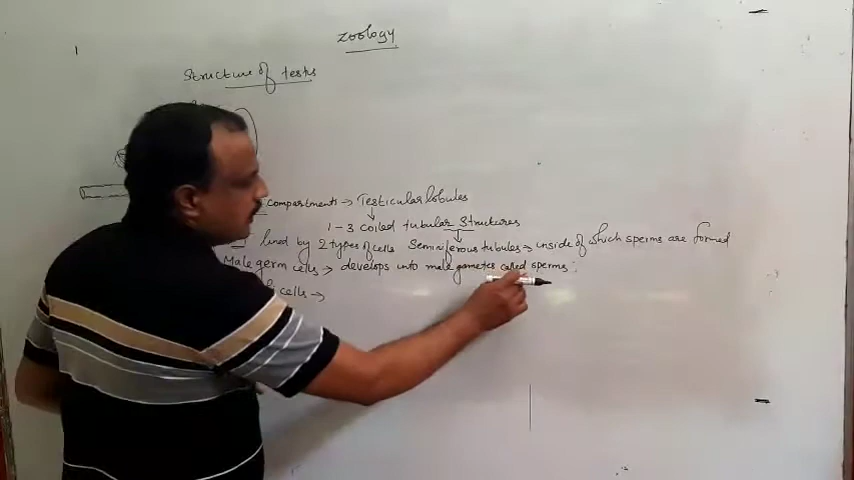 Zoology
Structure of testis
compartments → Testicular lobules
1-3 coiled tubular structures
lined by 2 types of cells Seminiferous tubules → inside of which sperms are formed
Male germ cells → develops into male gametes called sperms;
cells →